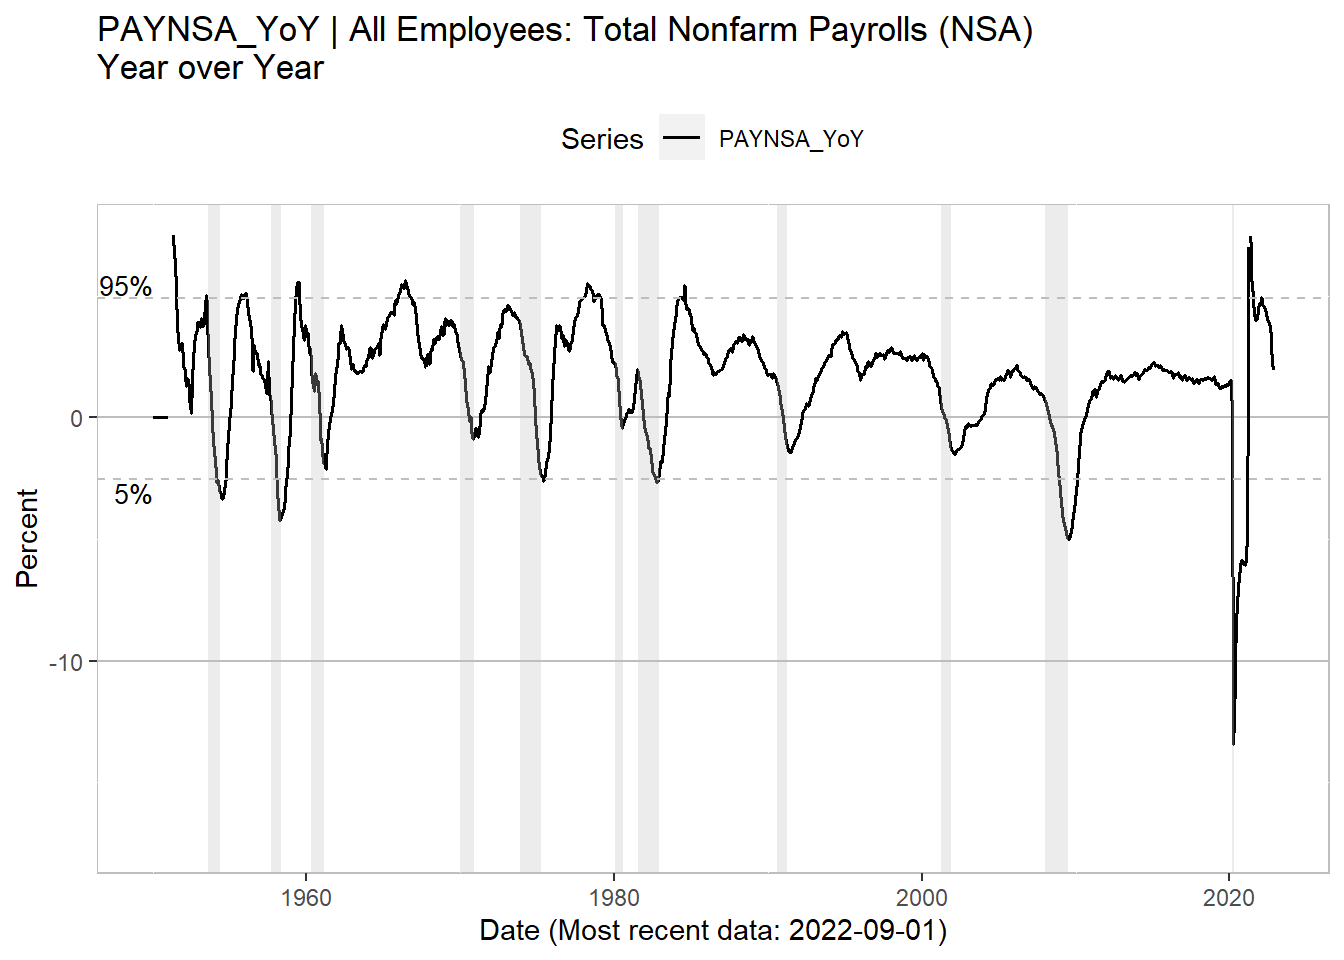 PAYNSA_YoY | All Employees: Total Nonfarm Payrolls (NSA)
Year over Year
Series PAYNSA_YoY
95%
0
5%
-10
Percent
1960 1980 2000 2020
Date (Most recent data: 2022-09-01)